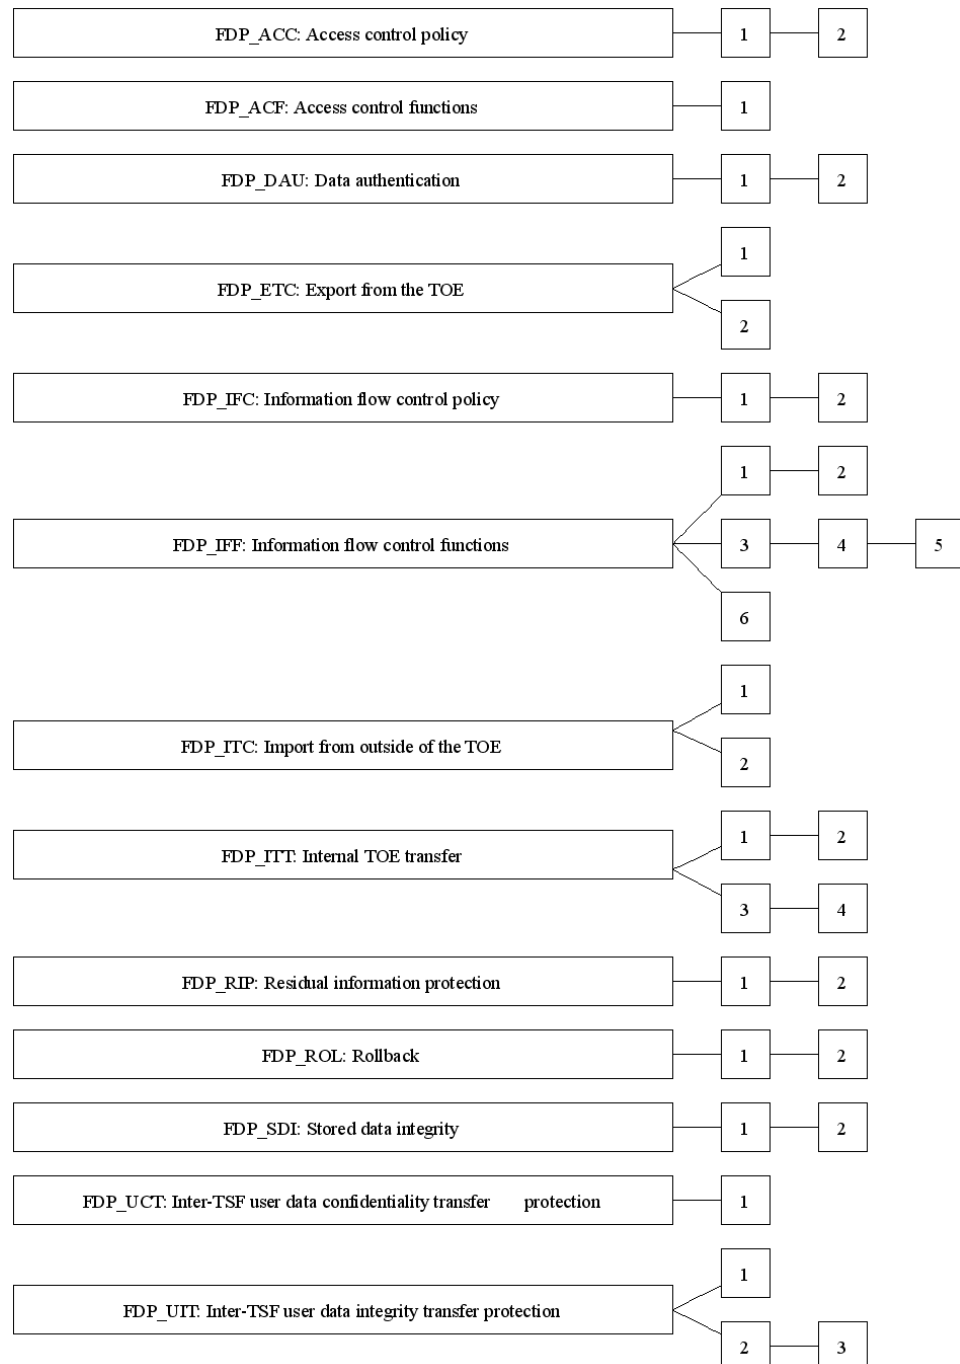 FDP_ACC: Access control policy 1 2
FDP_ACF: Access control functions 1
FDP_DAU: Data authentication 1 2
1
FDP_ETC: Export from the TOE
2
FDP_IFC: Information flow control policy 1 2
1 2
FDP_IFF: Information flow control functions 3 4 5
6
1
FDP_ITC: Import from outside of the TOE
2
1 2
FDP_ITT: Internal TOE transfer
3 4
FDP_RIP: Residual information protection 1 2
FDP_ROL: Rollback 1 2
FDP_SDI: Stored data integrity 1 2
FDP_UCT: Inter-TSF user data confidentiality transfer protection 1
1
FDP_UIT: Inter-TSF user data integrity transfer protection
2 3